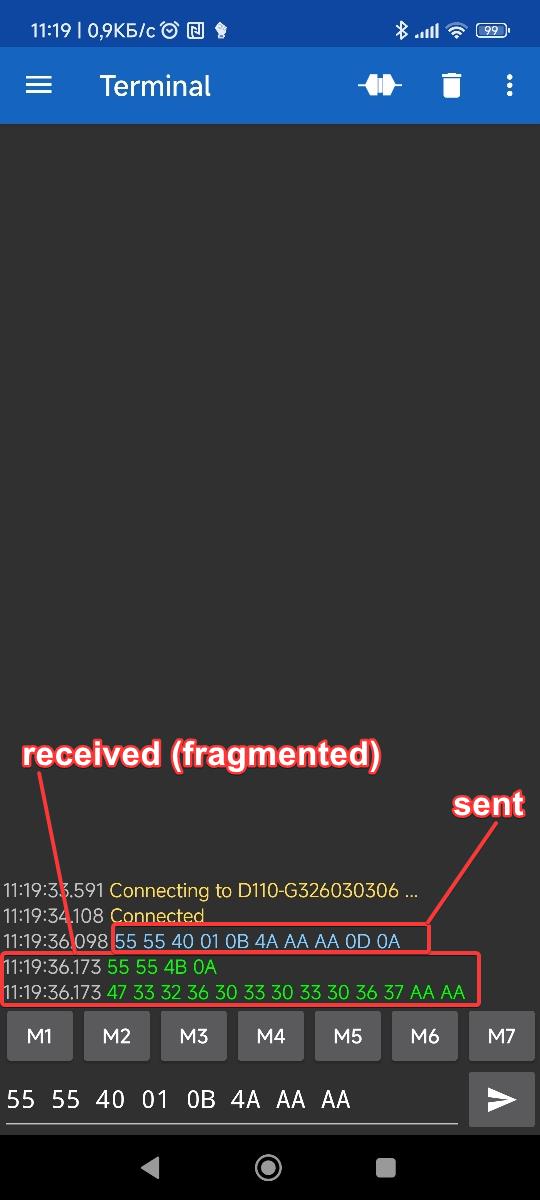 11:19 | 0,9КБ/с
99
Terminal
received (fragmented)
sent
11:19:33.591 Connecting to D110-G326030306 ...
11:19:34.108 Connected
11:19:36.098 55 55 40 01 0B 4A AA AA 0D 0A
11:19:36.173 55 55 4B 0A
11:19:36.173 47 33 32 36 30 33 30 33 30 36 37 AA AA
M1 M2 M3 M4 M5 M6 M7
55 55 40 01 0B 4A AA AA